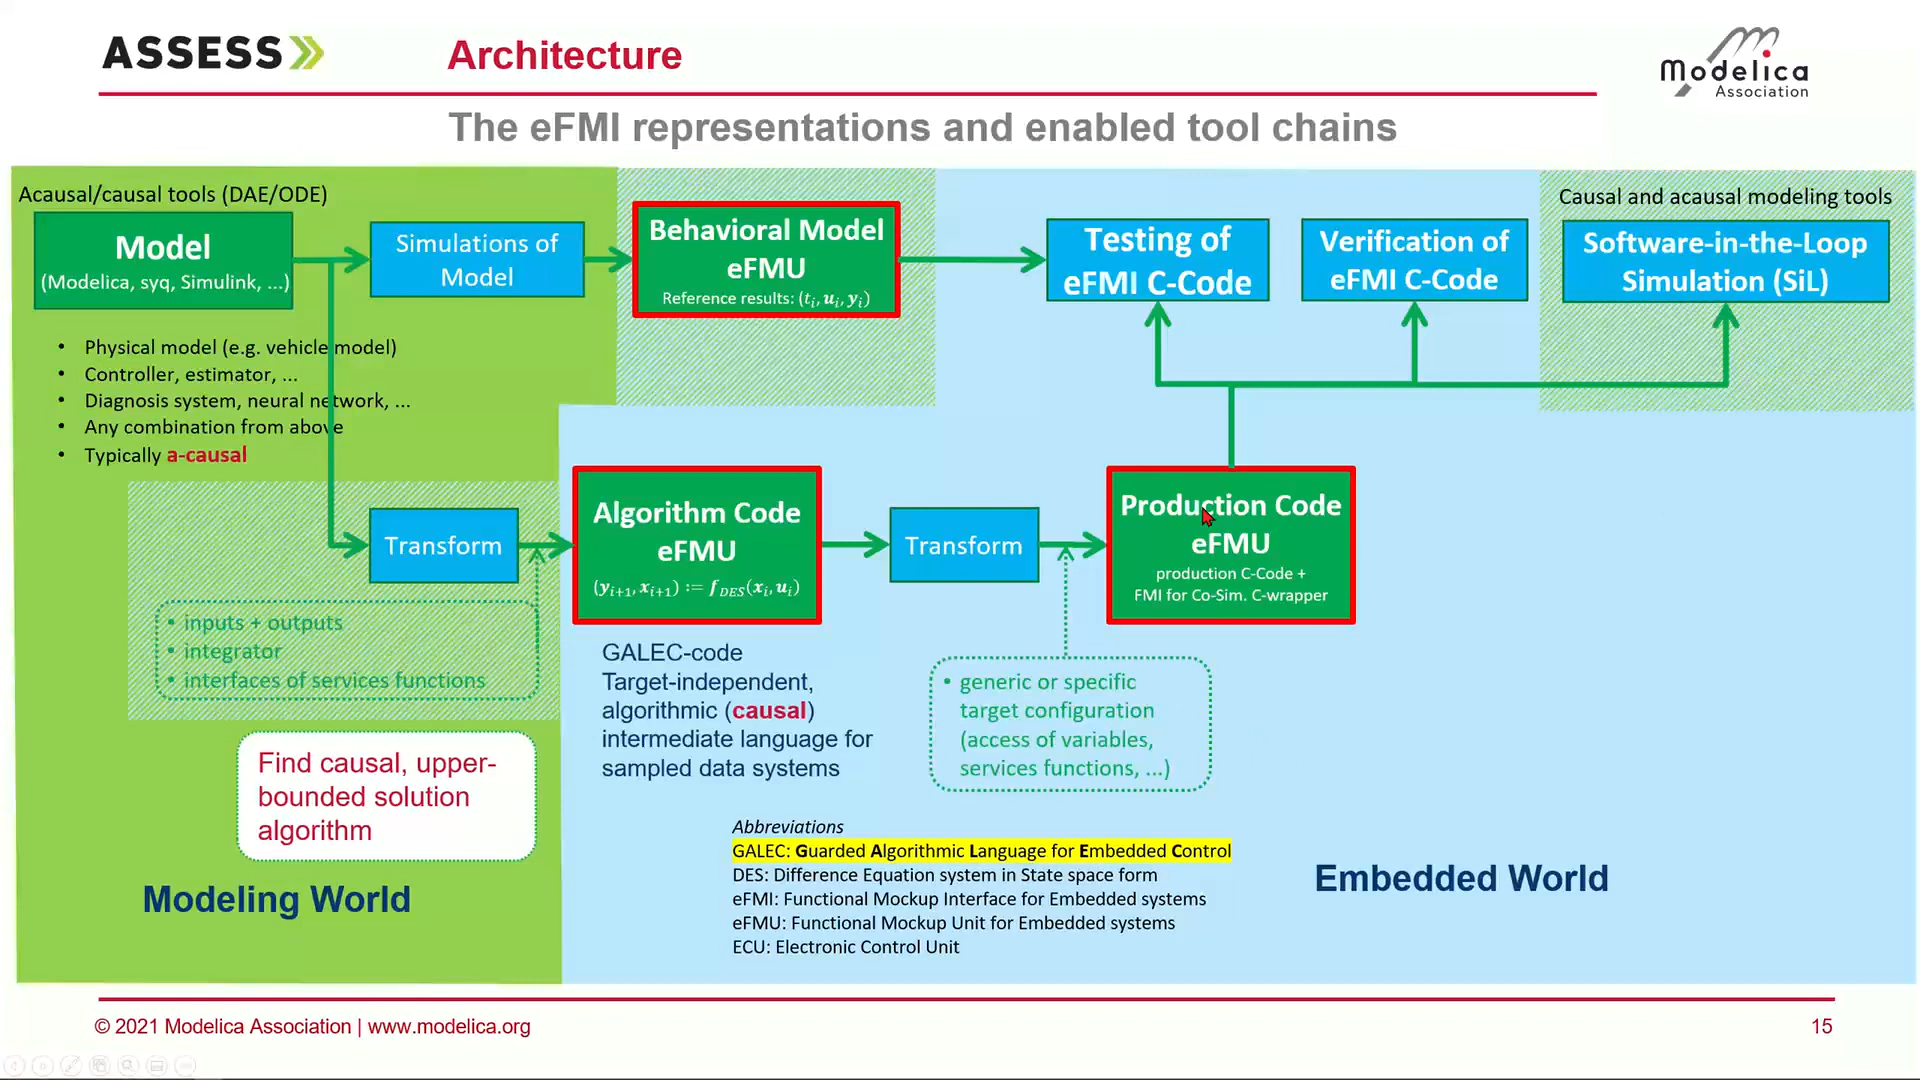 ASSESS
Architecture
Modelica
Association
The eFMI representations and enabled tool chains
Acausal/causal tools (DAE/ODE)
Model
(Modelica, syq, Simulink, ...)
Simulations of
Model
Behavioral Model
eFMU
Reference results: (tᵢ, uᵢ, yᵢ)
Testing of
eFMI C-Code
Verification of
eFMI C-Code
Causal and acausal modeling tools
Software-in-the-Loop
Simulation (SiL)
• Physical model (e.g. vehicle model)
• Controller, estimator, ...
• Diagnosis system, neural network, ...
• Any combination from above
• Typically a-causal
Transform
Algorithm Code
eFMU
(yᵢ₊₁, xᵢ₊₁) := f_DES(xᵢ, uᵢ)
Transform
Production Code
eFMU
production C-Code +
FMI for Co-Sim. C-wrapper
• inputs + outputs
• integrator
• interfaces of services functions
GALEC-code
Target-independent,
algorithmic (causal)
intermediate language for
sampled data systems
• generic or specific
target configuration
(access of variables,
services functions, ...)
Find causal, upper-
bounded solution
algorithm
Abbreviations
GALEC: Guarded Algorithmic Language for Embedded Control
DES: Difference Equation system in State space form
eFMI: Functional Mockup Interface for Embedded systems
eFMU: Functional Mockup Unit for Embedded systems
ECU: Electronic Control Unit
Modeling World
Embedded World
© 2021 Modelica Association | www.modelica.org
15